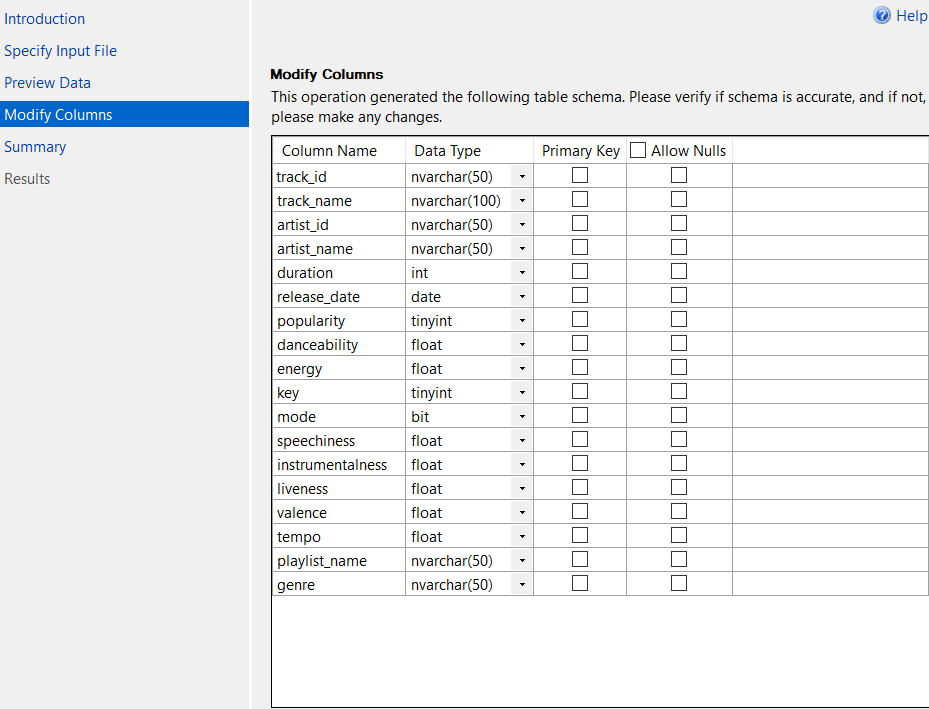 Introduction
Specify Input File
Preview Data
Modify Columns
Summary
Results
Help
Modify Columns
This operation generated the following table schema. Please verify if schema is accurate, and if not,
please make any changes.
Column Name Data Type Primary Key Allow Nulls
track_id nvarchar(50)
track_name nvarchar(100)
artist_id nvarchar(50)
artist_name nvarchar(50)
duration int
release_date date
popularity tinyint
danceability float
energy float
key tinyint
mode bit
speechiness float
instrumentalness float
liveness float
valence float
tempo float
playlist_name nvarchar(50)
genre nvarchar(50)